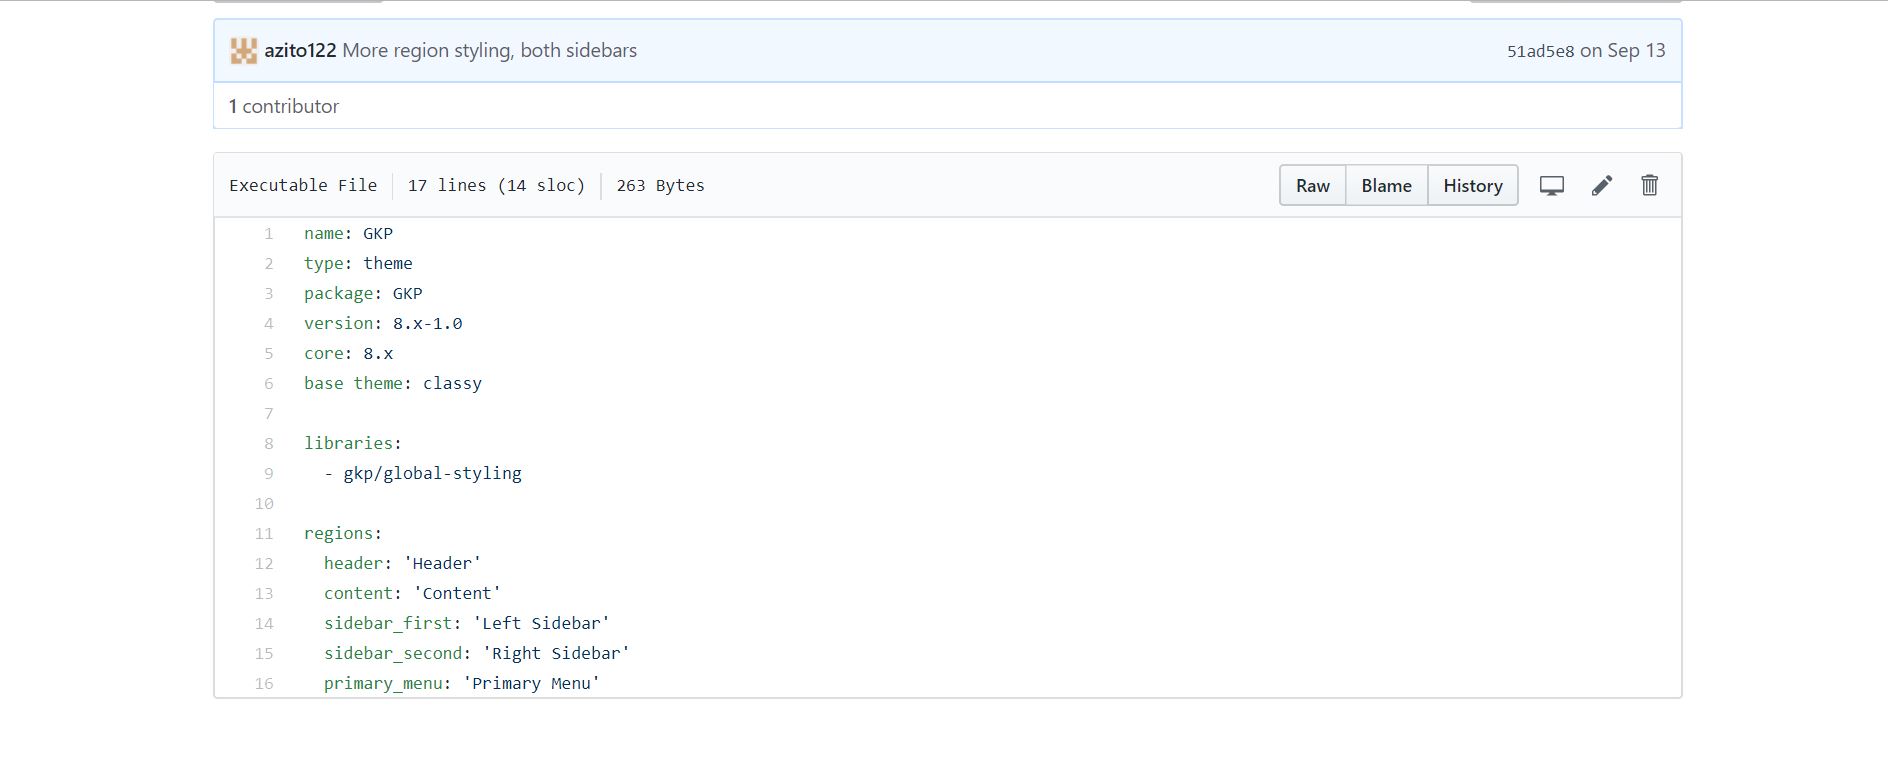 azito122 More region styling, both sidebars 51ad5e8 on Sep 13
1 contributor
Executable File 17 lines (14 sloc) 263 Bytes Raw Blame History
1 name: GKP
2 type: theme
3 package: GKP
4 version: 8.x-1.0
5 core: 8.x
6 base theme: classy
7
8 libraries:
9 - gkp/global-styling
10
11 regions:
12 header: 'Header'
13 content: 'Content'
14 sidebar_first: 'Left Sidebar'
15 sidebar_second: 'Right Sidebar'
16 primary_menu: 'Primary Menu'